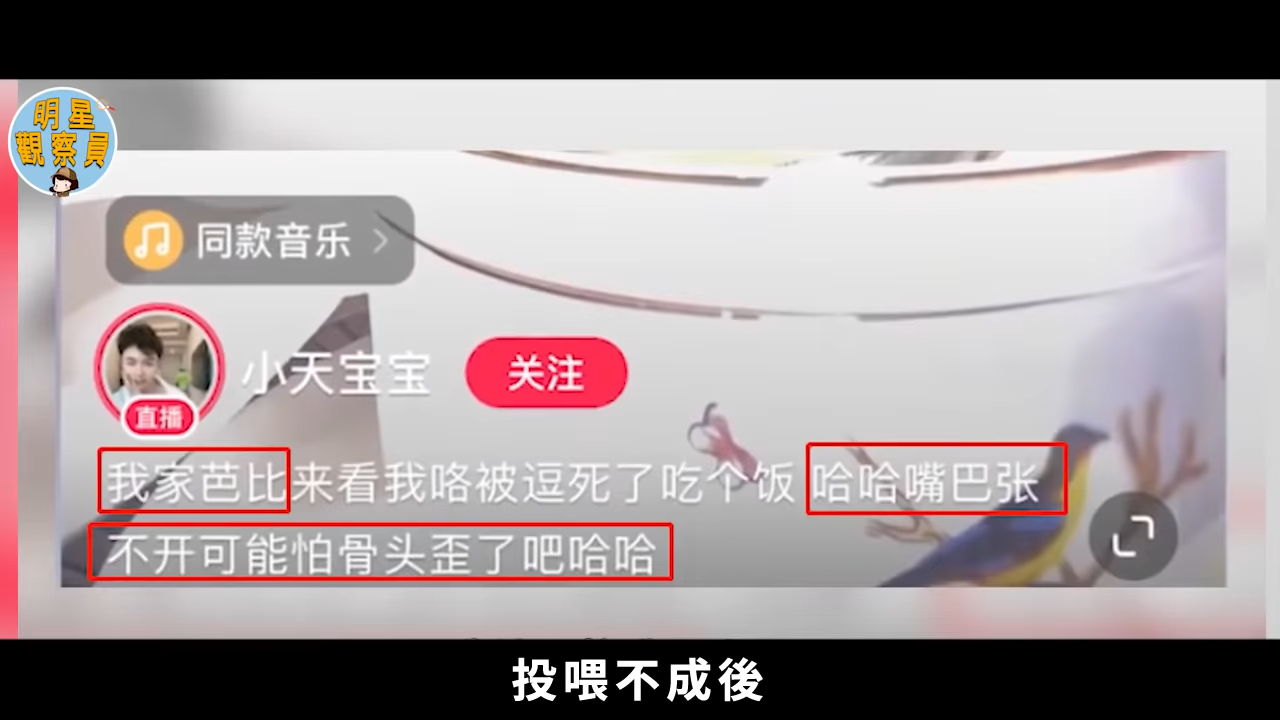 明星
觀察員
同款音乐
小天宝宝
关注
直播
我家芭比来看我咯被逗死了吃个饭 哈哈嘴巴张
不开可能怕骨头歪了吧哈哈
投喂不成後